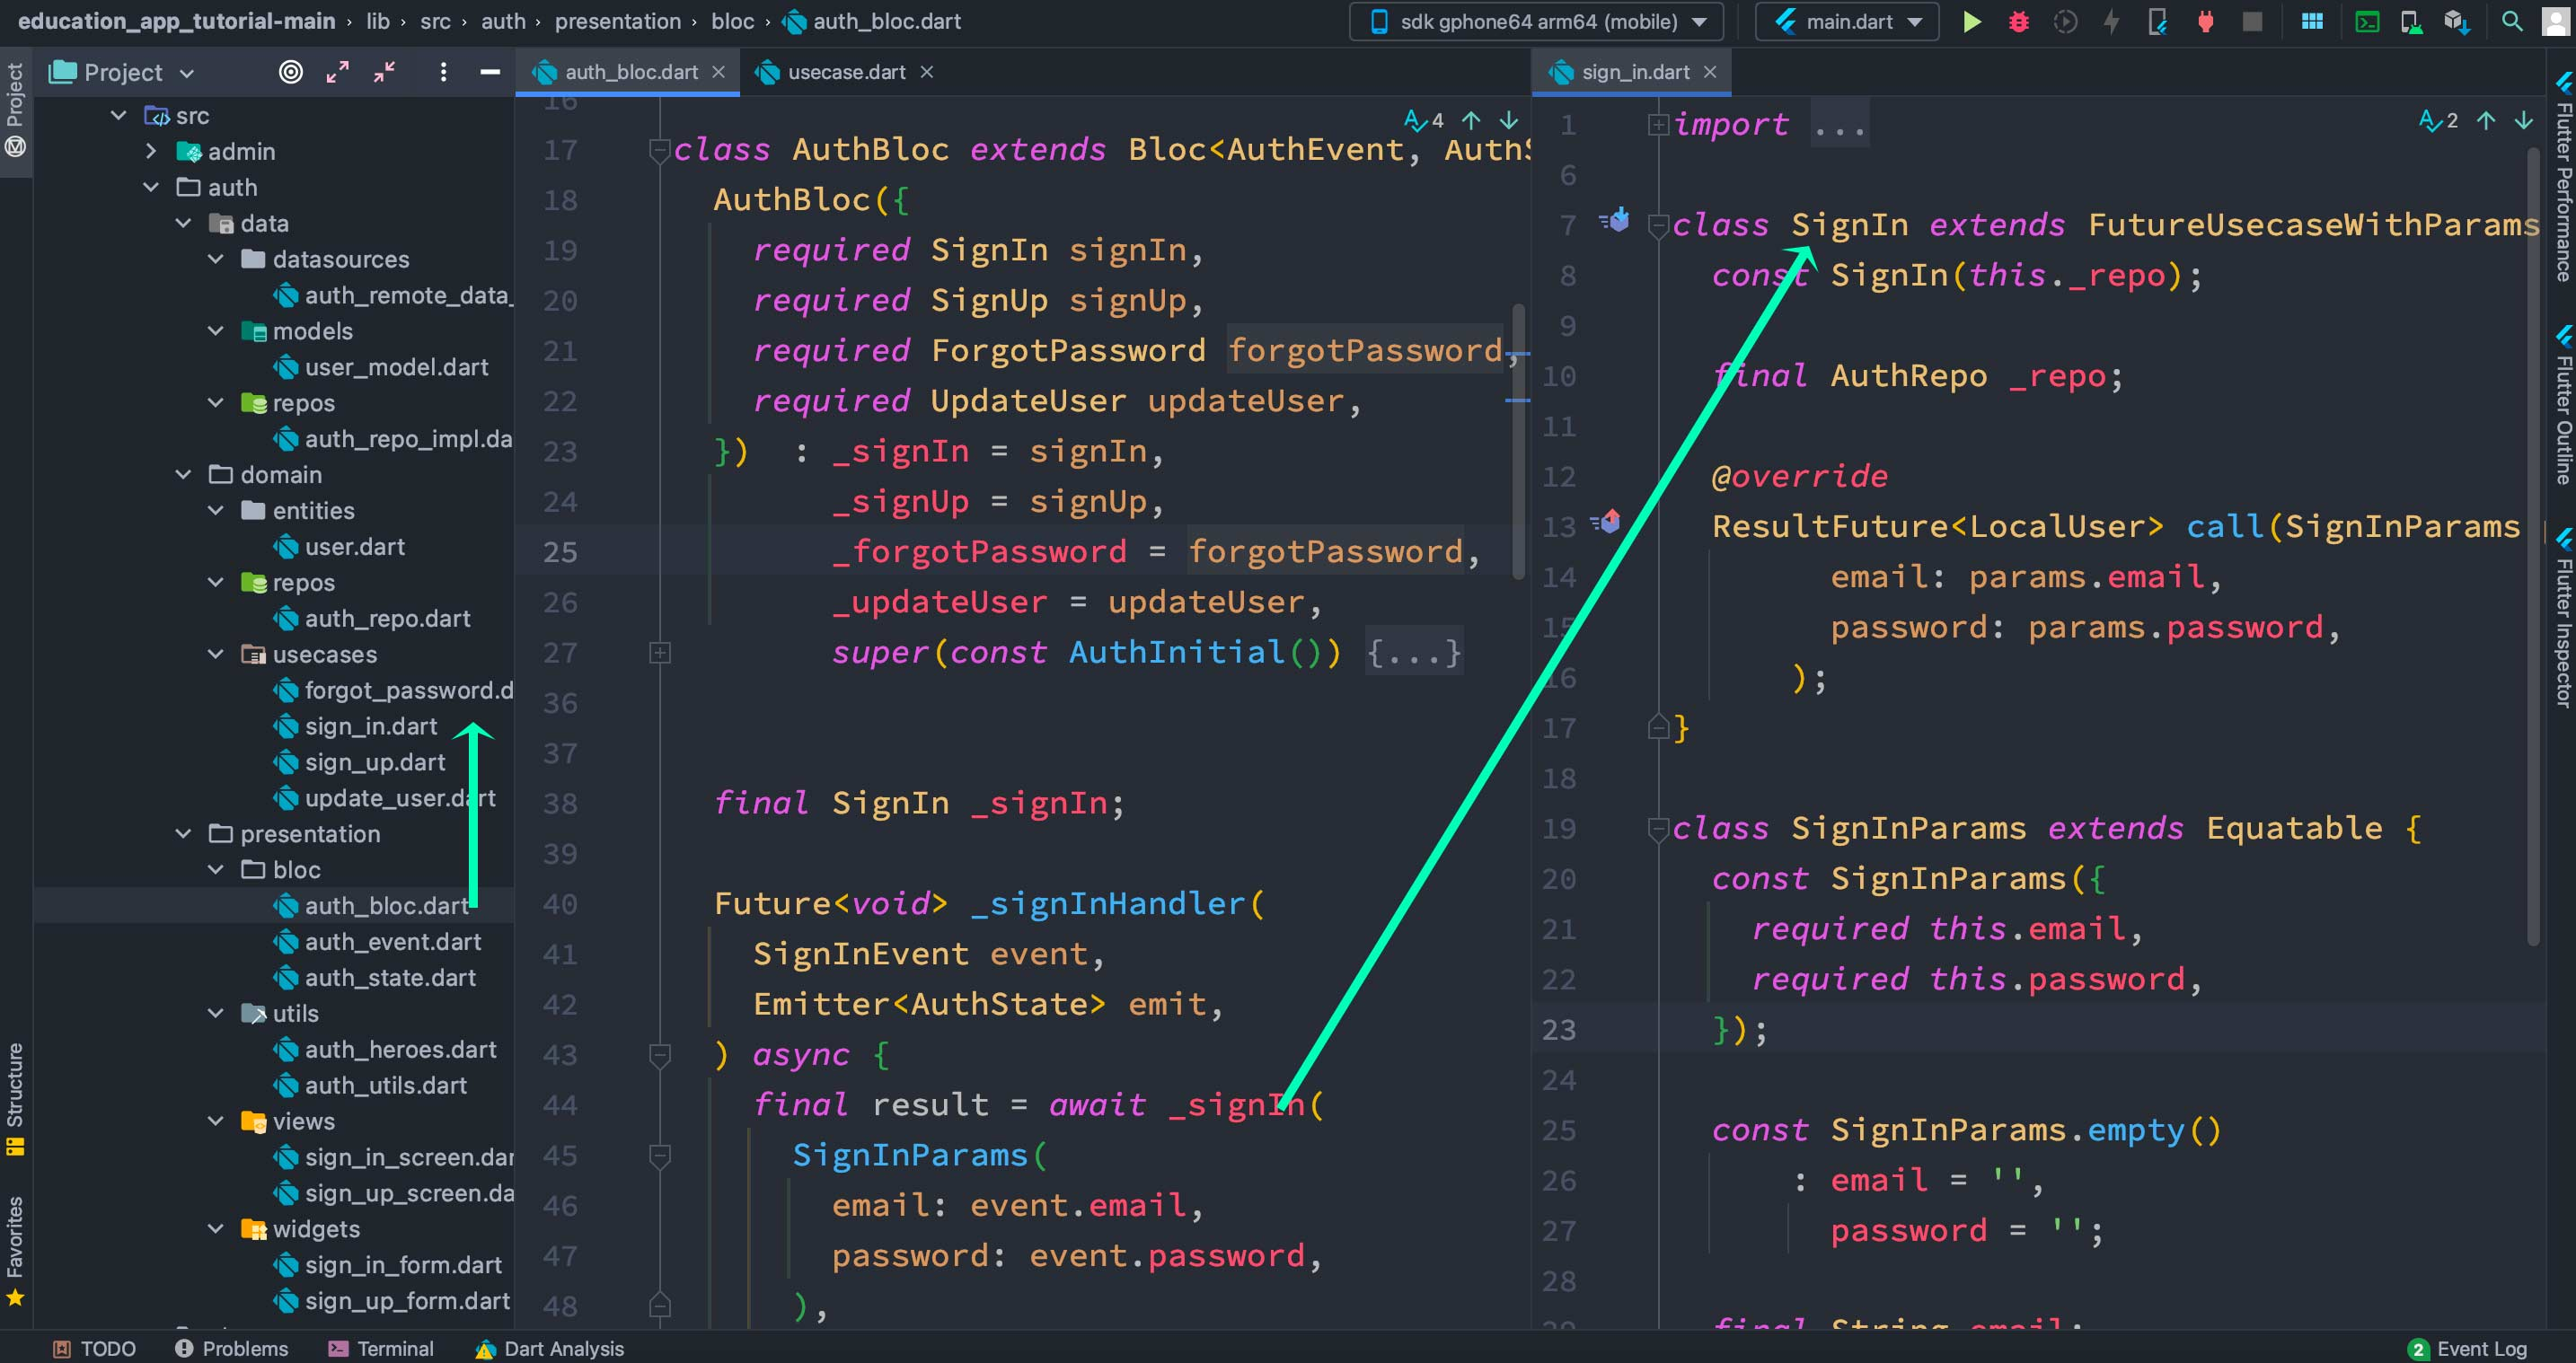 education_app_tutorial-main › lib › src › auth › presentation › bloc › auth_bloc.dart
sdk gphone64 arm64 (mobile)
main.dart
Project
Project
src
admin
auth
data
datasources
auth_remote_data_
models
user_model.dart
repos
auth_repo_impl.da
domain
entities
user.dart
repos
auth_repo.dart
usecases
forgot_password.d
sign_in.dart
sign_up.dart
update_user.dart
presentation
bloc
auth_bloc.dart
auth_event.dart
auth_state.dart
utils
auth_heroes.dart
auth_utils.dart
views
sign_in_screen.dar
sign_up_screen.da
widgets
sign_in_form.dart
sign_up_form.dart
Structure
Favorites
auth_bloc.dart
usecase.dart
4
16
17 class AuthBloc extends Bloc<AuthEvent, AuthS
18 AuthBloc({
19 required SignIn signIn,
20 required SignUp signUp,
21 required ForgotPassword forgotPassword,
22 required UpdateUser updateUser,
23 }) : _signIn = signIn,
24 _signUp = signUp,
25 _forgotPassword = forgotPassword,
26 _updateUser = updateUser,
27 super(const AuthInitial()) {...}
36
37
38 final SignIn _signIn;
39
40 Future<void> _signInHandler(
41 SignInEvent event,
42 Emitter<AuthState> emit,
43 ) async {
44 final result = await _signIn(
45 SignInParams(
46 email: event.email,
47 password: event.password,
48 ),
sign_in.dart
2
1 import ...
6
7 class SignIn extends FutureUsecaseWithParams
8 const SignIn(this._repo);
9
10 final AuthRepo _repo;
11
12 @override
13 ResultFuture<LocalUser> call(SignInParams
14 email: params.email,
15 password: params.password,
16 );
17 }
18
19 class SignInParams extends Equatable {
20 const SignInParams({
21 required this.email,
22 required this.password,
23 });
24
25 const SignInParams.empty()
26 : email = '',
27 password = '';
28
29 final String email;
Flutter Performance
Flutter Outline
Flutter Inspector
TODO
Problems
Terminal
Dart Analysis
2 Event Log